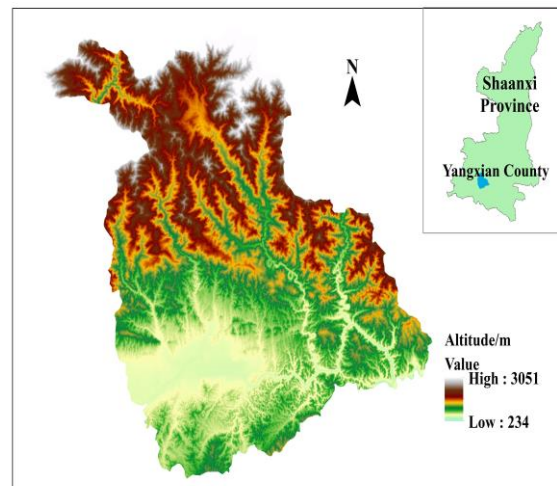 N
Shaanxi
Province
Yangxian County
Altitude/m
Value
High : 3051
Low : 234